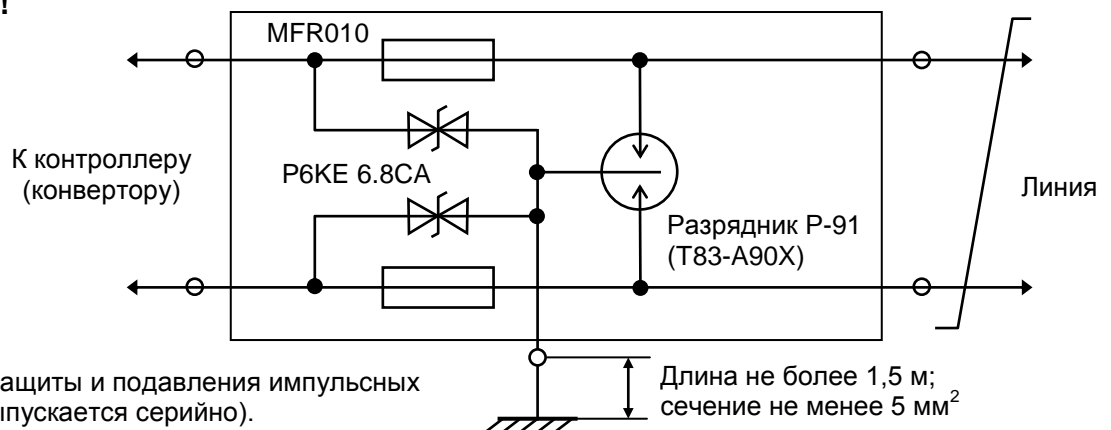 !
MFR010
К контроллеру
(конвертору)
P6KE 6.8CA
Линия
Разрядник Р-91
(T83-A90X)
ащиты и подавления импульсных
ыпускается серийно).
Длина не более 1,5 м;
сечение не менее 5 мм²